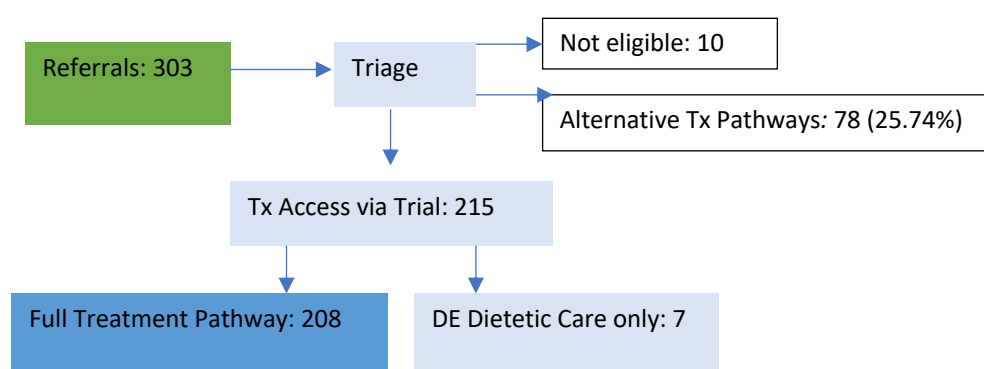 Referrals: 303
Triage
Not eligible: 10
Alternative Tx Pathways: 78 (25.74%)
Tx Access via Trial: 215
Full Treatment Pathway: 208
DE Dietetic Care only: 7